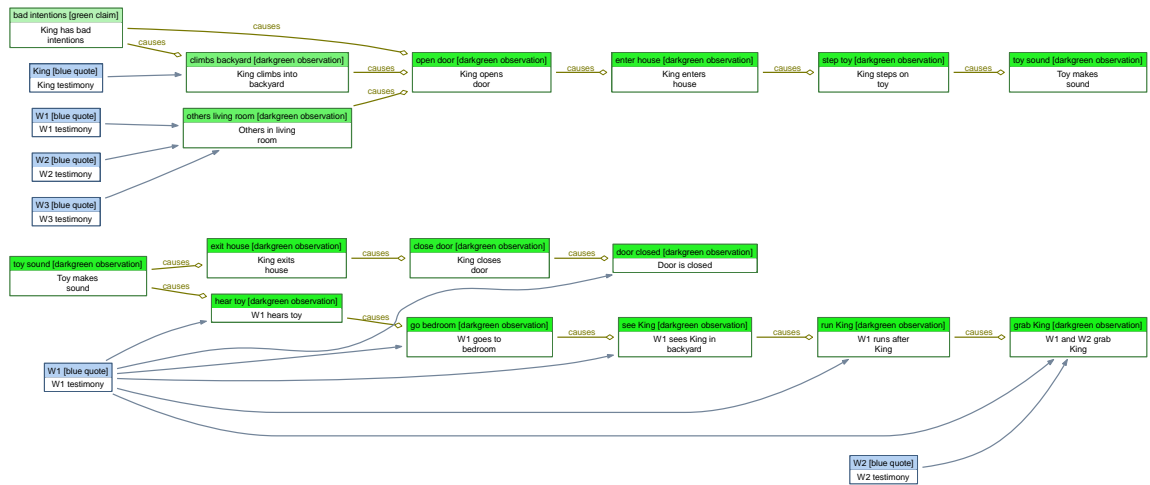 bad intentions [green claim]
King has bad
intentions
causes
causes
climbs backyard [darkgreen observation]
King climbs into
backyard
causes
open door [darkgreen observation]
King opens
door
causes
enter house [darkgreen observation]
King enters
house
causes
step toy [darkgreen observation]
King steps on
toy
causes
toy sound [darkgreen observation]
Toy makes
sound
King [blue quote]
King testimony
causes
W1 [blue quote]
W1 testimony
others living room [darkgreen observation]
Others in living
room
W2 [blue quote]
W2 testimony
W3 [blue quote]
W3 testimony
toy sound [darkgreen observation]
Toy makes
sound
causes
exit house [darkgreen observation]
King exits
house
causes
close door [darkgreen observation]
King closes
door
causes
door closed [darkgreen observation]
Door is closed
causes
hear toy [darkgreen observation]
W1 hears toy
causes
go bedroom [darkgreen observation]
W1 goes to
bedroom
causes
see King [darkgreen observation]
W1 sees King in
backyard
causes
run King [darkgreen observation]
W1 runs after
King
causes
grab King [darkgreen observation]
W1 and W2 grab
King
W1 [blue quote]
W1 testimony
W2 [blue quote]
W2 testimony